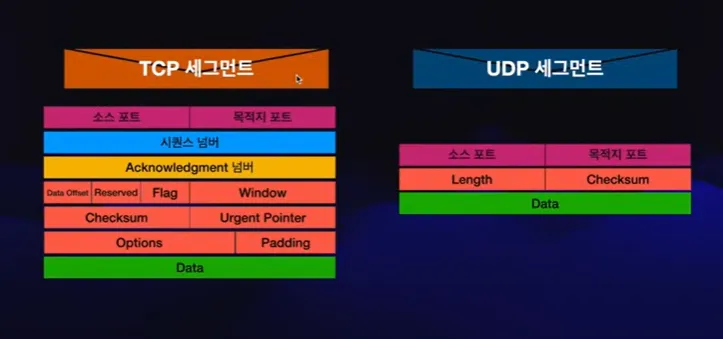 TCP 세그먼트
소스 포트 목적지 포트
시퀀스 넘버
Acknowledgment 넘버
Data Offset Reserved Flag Window
Checksum Urgent Pointer
Options Padding
Data
UDP 세그먼트
소스 포트 목적지 포트
Length Checksum
Data